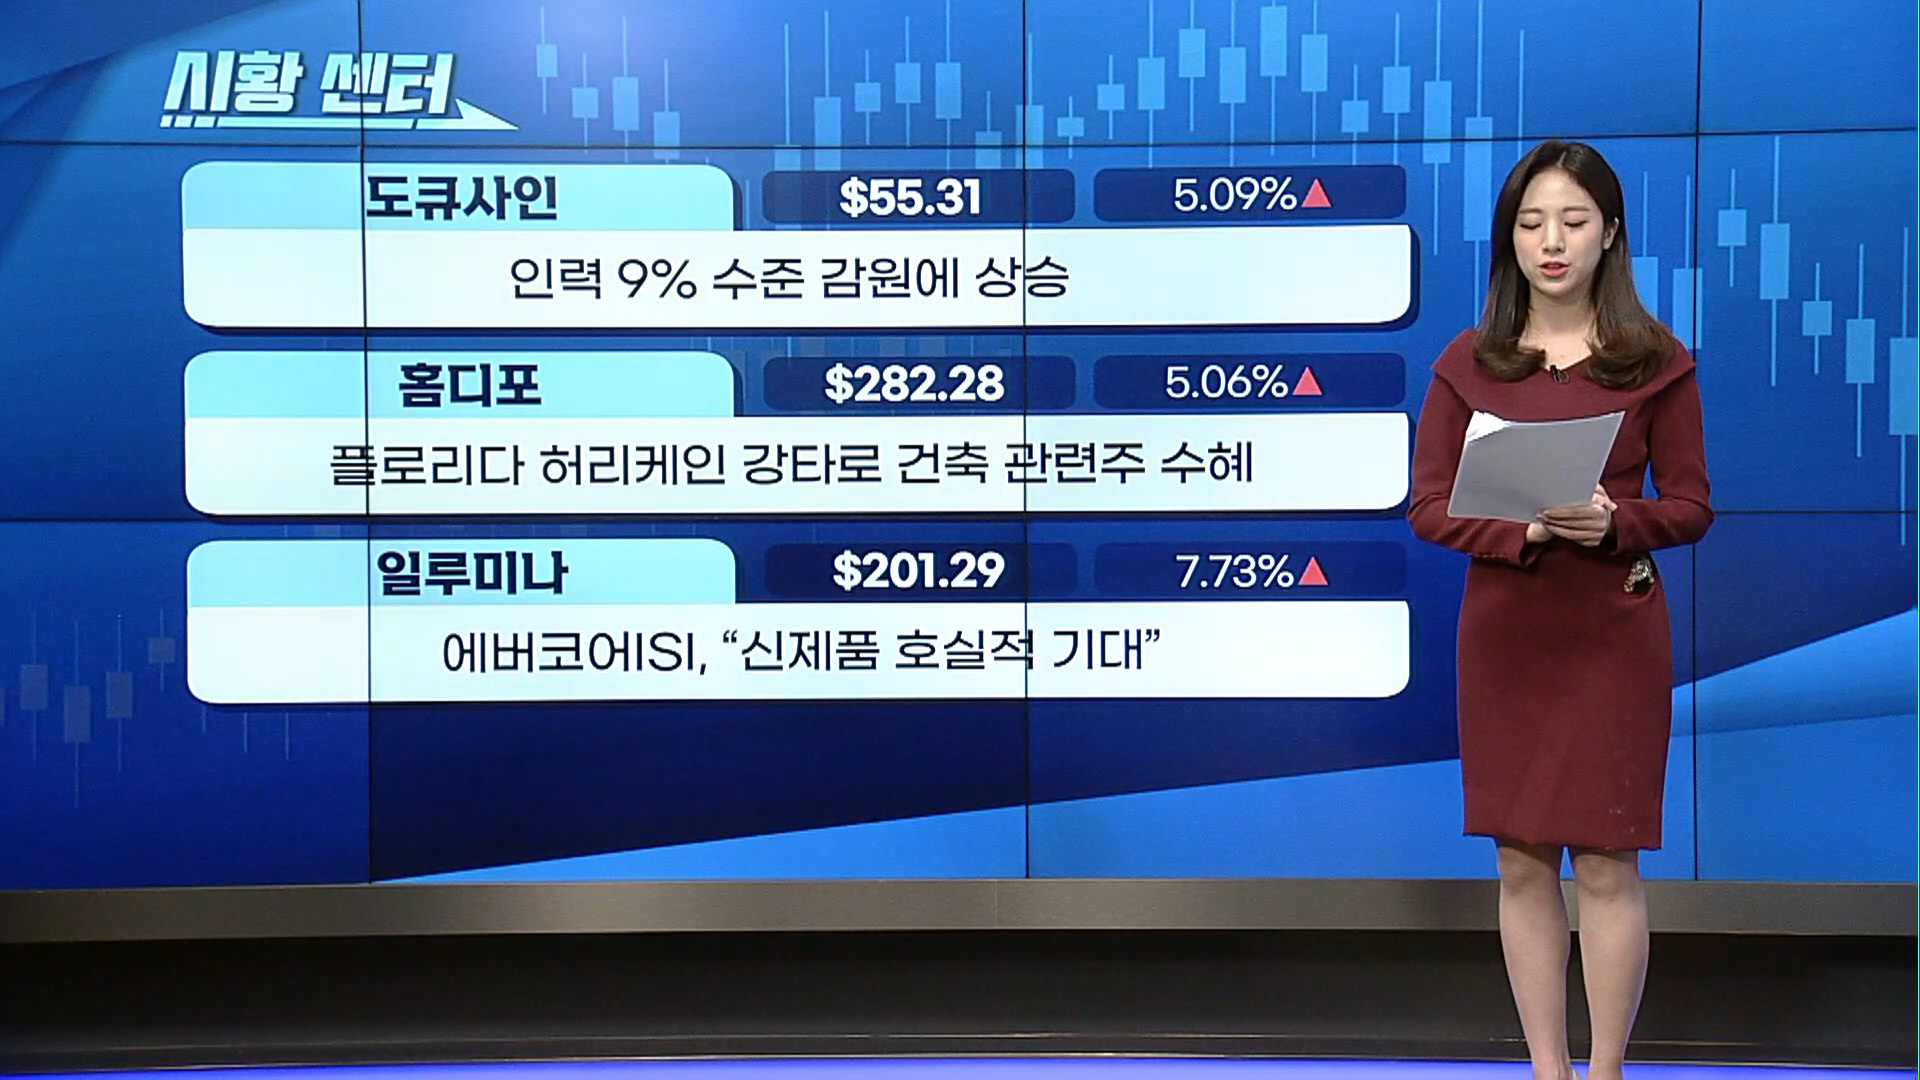 시황 센터
도큐사인 $55.31 5.09%▲
인력 9% 수준 감원에 상승
홈디포 $282.28 5.06%▲
플로리다 허리케인 강타로 건축 관련주 수혜
일루미나 $201.29 7.73%▲
에버코어ISI, “신제품 호실적 기대”